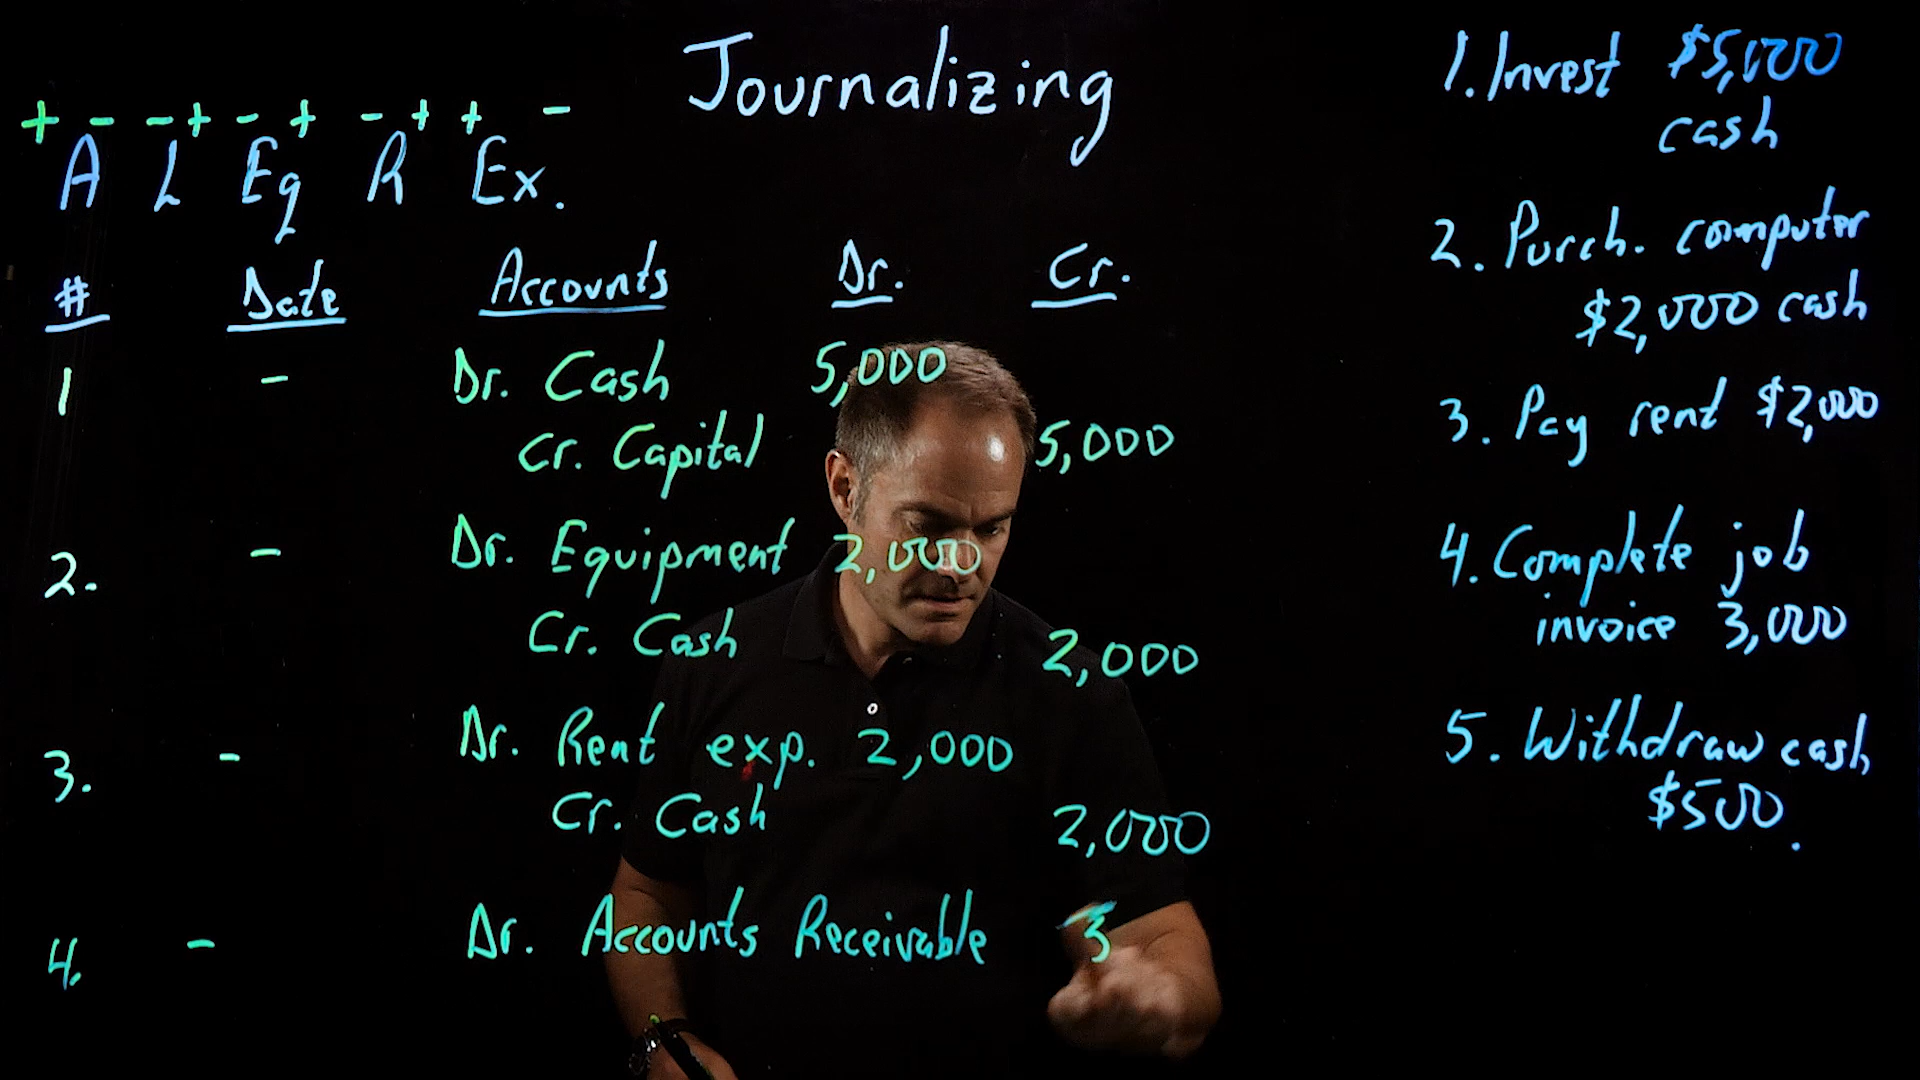 Journalizing
+ - - + - + - + + -
A L Eq R Ex.
# Date Accounts Dr. Cr.
1 - Dr. Cash 5,000
Cr. Capital 5,000
2. - Dr. Equipment 2,000
Cr. Cash 2,000
3. - Dr. Rent exp. 2,000
Cr. Cash 2,000
4. - Dr. Accounts Receivable 3
1. Invest $5,000
cash
2. Purch. computer
$2,000 cash
3. Pay rent $2,000
4. Complete job
invoice 3,000
5. Withdraw cash
$500.